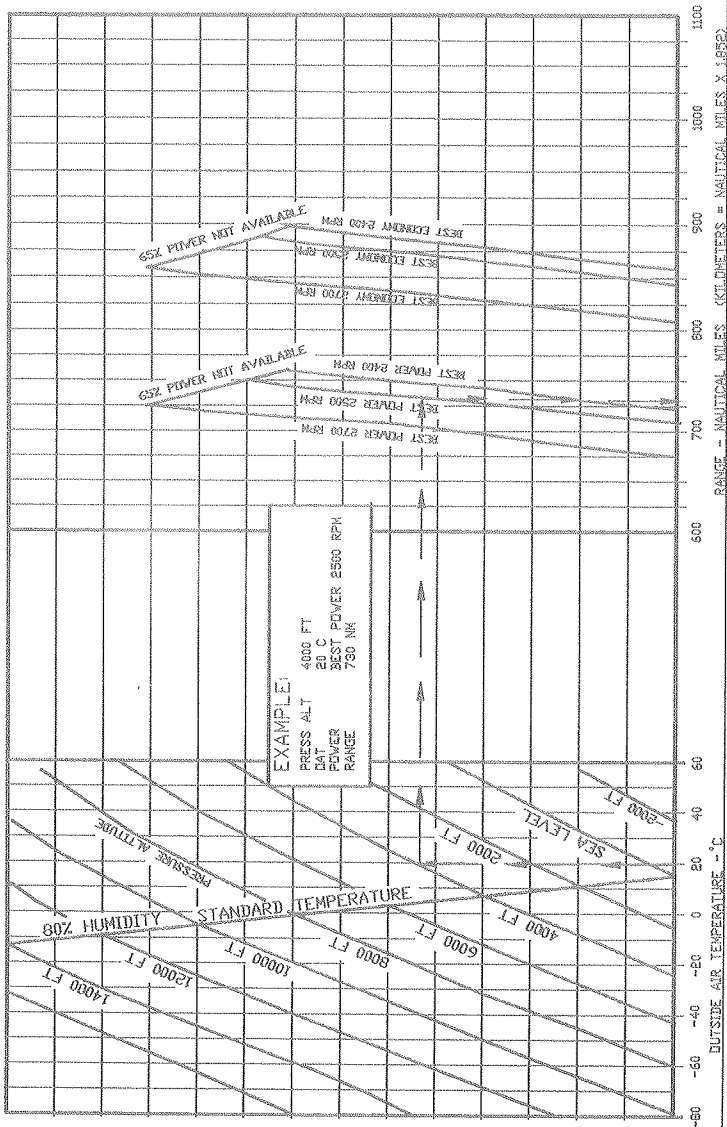 65% POWER NOT AVAILABLE
BEST ECONOMY 2400 RPM
BEST ECONOMY 2500 RPM
BEST ECONOMY 2700 RPM
65% POWER NOT AVAILABLE
BEST POWER 2400 RPM
BEST POWER 2500 RPM
BEST POWER 2700 RPM
EXAMPLE:
PRESS ALT 4000 FT
OAT 20 C
POWER BEST POWER 2500 RPM
RANGE 730 NM
PRESSURE ALTITUDE
80% HUMIDITY STANDARD TEMPERATURE
14000 FT
12000 FT
10000 FT
8000 FT
6000 FT
4000 FT
2000 FT
SEA LEVEL
-2000 FT
-80 -60 -40 -20 0 20 40 60
OUTSIDE AIR TEMPERATURE - °C
600 700 800 900 1000 1100
RANGE - NAUTICAL MILES (KILOMETERS = NAUTICAL MILES X 1.852)